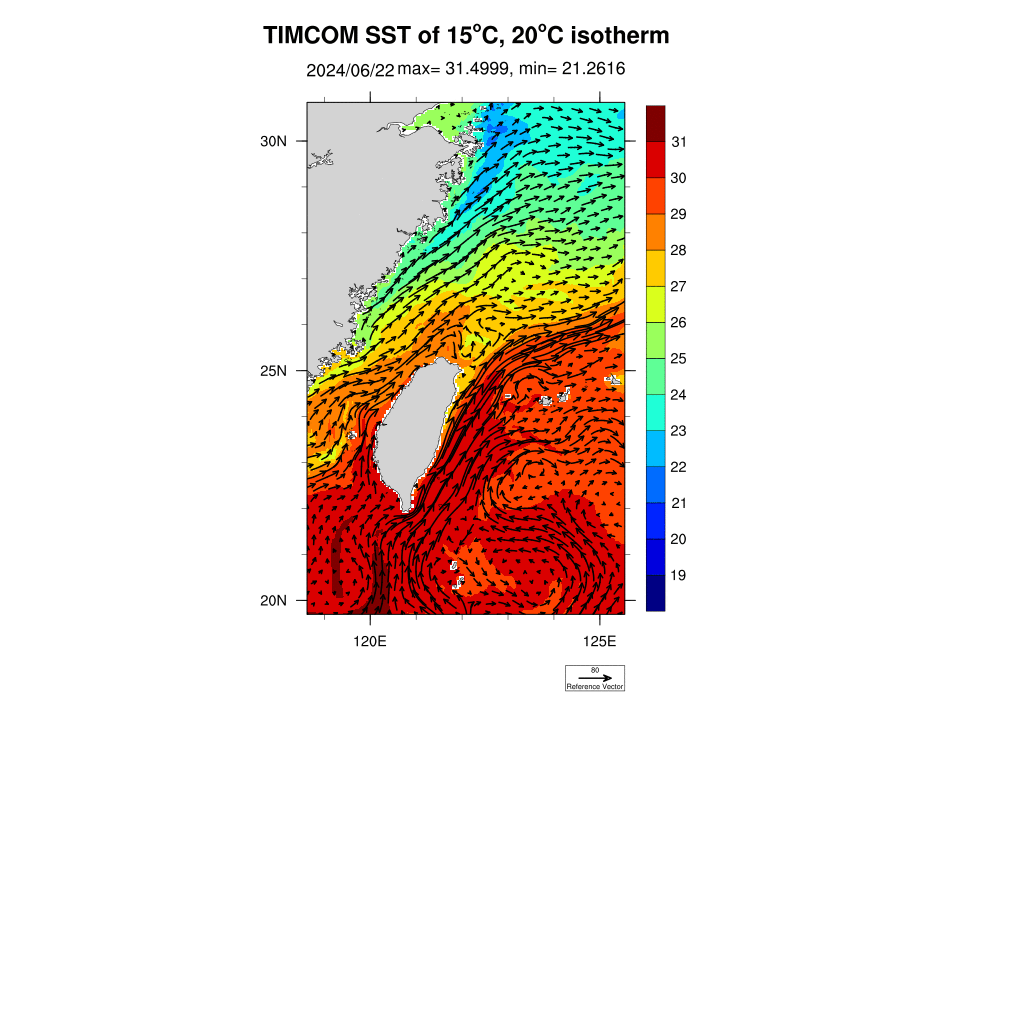 TIMCOM SST of 15°C, 20°C isotherm
2024/06/22 max= 31.4999, min= 21.2616
30N
25N
20N
120E
125E
31
30
29
28
27
26
25
24
23
22
21
20
19
80
Reference Vector